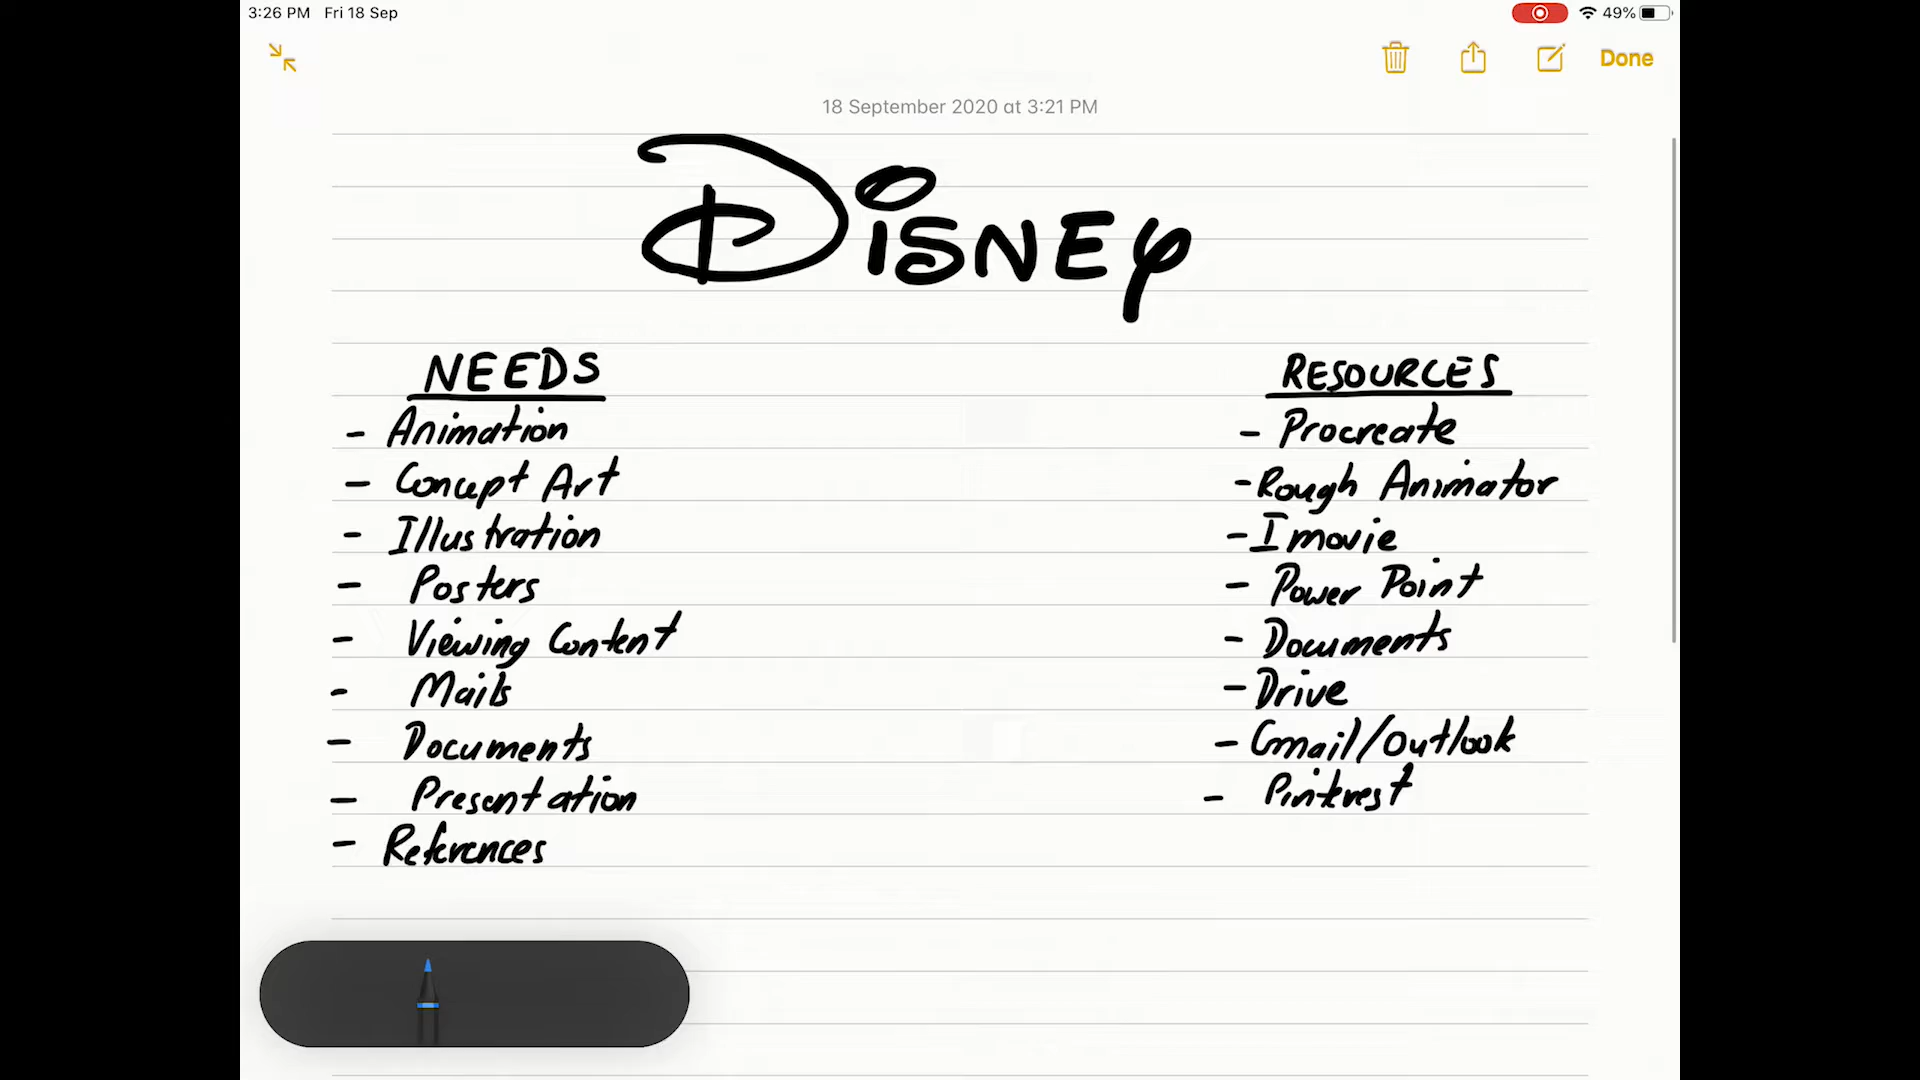 3:26 PM Fri 18 Sep
49%
Done
18 September 2020 at 3:21 PM
DiSNEY
NEEDS
- Animation
- Concept Art
- Illustration
- Posters
- Viewing Content
- Mails
- Documents
- Presentation
- References
RESOURCES
- Procreate
- Rough Animator
- Imovie
- Power Point
- Documents
- Drive
- Gmail/Outlook
- Pinterest